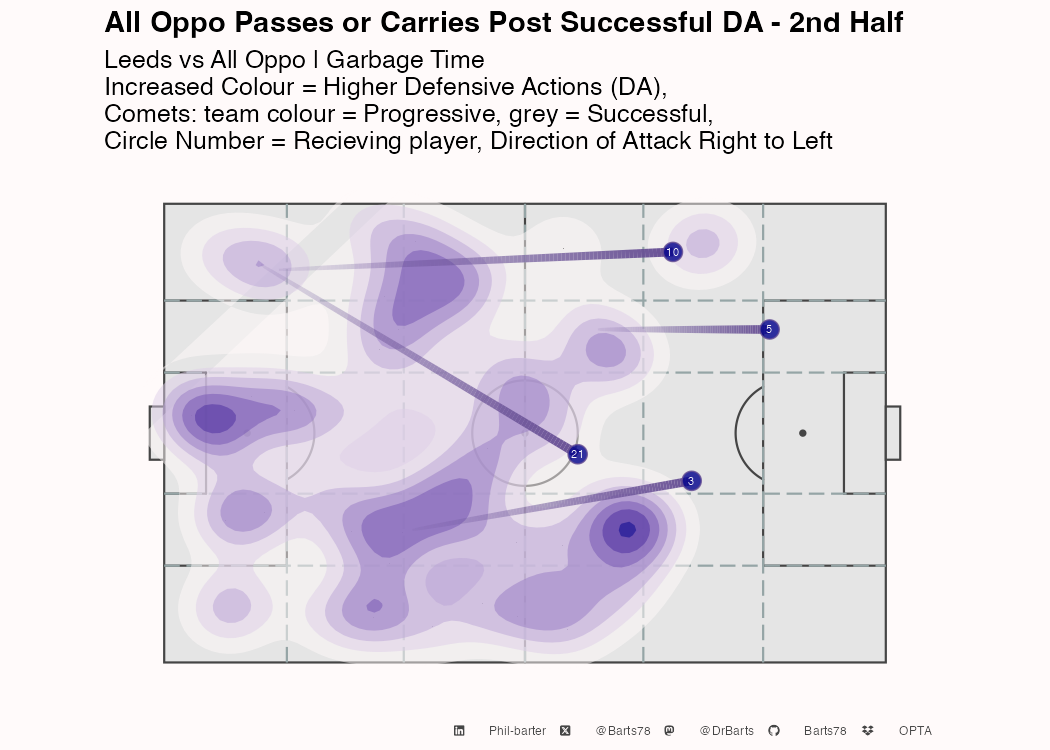 All Oppo Passes or Carries Post Successful DA - 2nd Half
Leeds vs All Oppo | Garbage Time
Increased Colour = Higher Defensive Actions (DA),
Comets: team colour = Progressive, grey = Successful,
Circle Number = Recieving player, Direction of Attack Right to Left
10
5
21
3
Phil-barter @Barts78 @DrBarts Barts78 OPTA